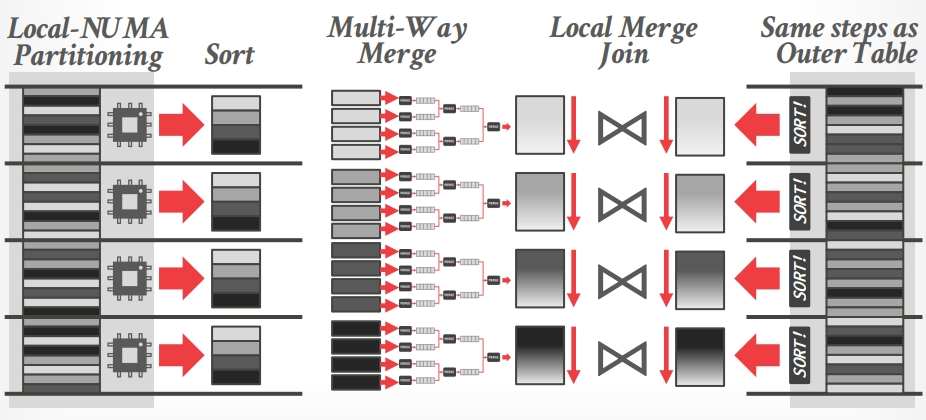 Local-NUMA
Partitioning
Sort
Multi-Way
Merge
Local Merge
Join
Same steps as
Outer Table
SORT!
SORT!
SORT!
SORT!